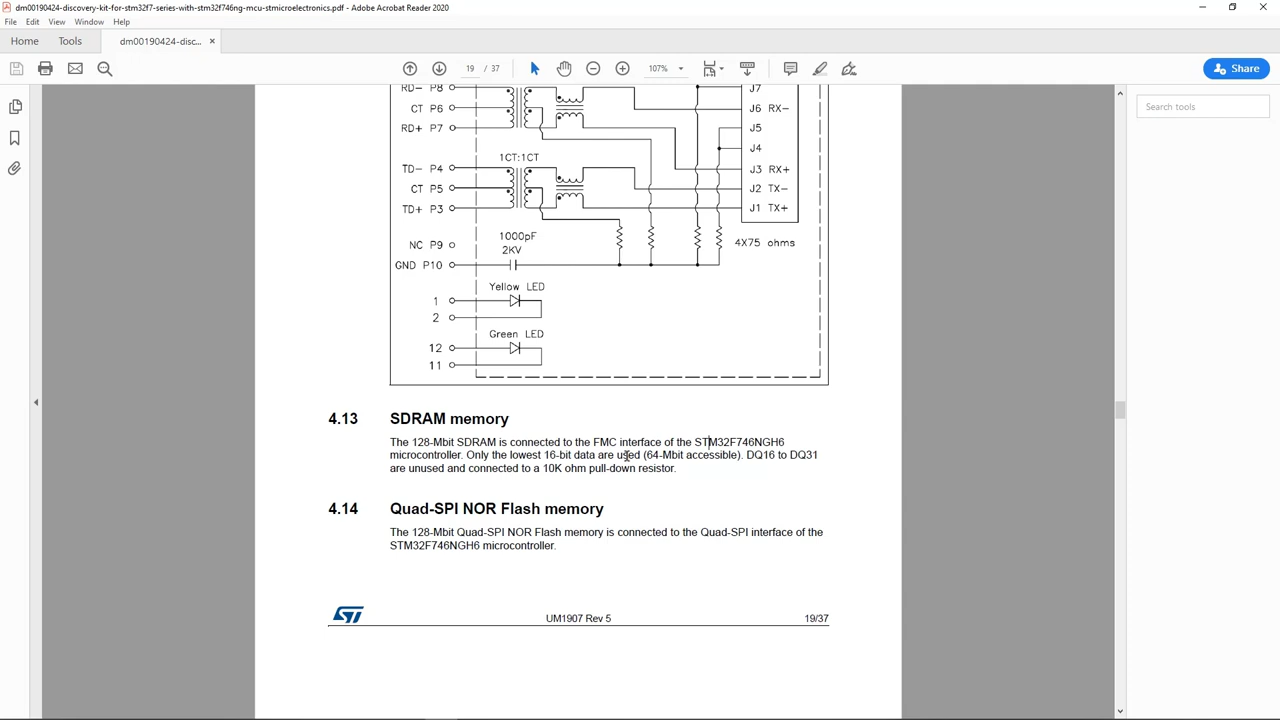 dm00190424-discovery-kit-for-stm32f7-series-with-stm32f746ng-mcu-stmicroelectronics.pdf - Adobe Acrobat Reader 2020
File Edit View Window Help
Home Tools dm00190424-disc... ×
19 / 37 107% Share
Search tools
RD- P8
CT P6
RD+ P7
1CT:1CT
TD- P4
CT P5
TD+ P3
NC P9
1000pF
2KV
GND P10
Yellow LED
1
2
Green LED
12
11
J7
J6 RX-
J5
J4
J3 RX+
J2 TX-
J1 TX+
4X75 ohms
4.13 SDRAM memory
The 128-Mbit SDRAM is connected to the FMC interface of the STM32F746NGH6
microcontroller. Only the lowest 16-bit data are used (64-Mbit accessible). DQ16 to DQ31
are unused and connected to a 10K ohm pull-down resistor.
4.14 Quad-SPI NOR Flash memory
The 128-Mbit Quad-SPI NOR Flash memory is connected to the Quad-SPI interface of the
STM32F746NGH6 microcontroller.
ST UM1907 Rev 5 19/37